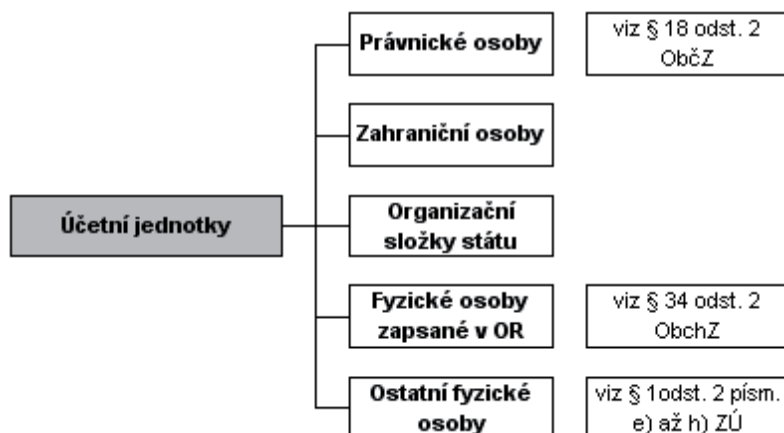 Právnické osoby
viz § 18 odst. 2
ObčZ
Zahraniční osoby
Účetní jednotky
Organizační
složky státu
Fyzické osoby
zapsané v OR
viz § 34 odst. 2
ObchZ
Ostatní fyzické
osoby
viz § 1odst. 2 písm.
e) až h) ZÚ